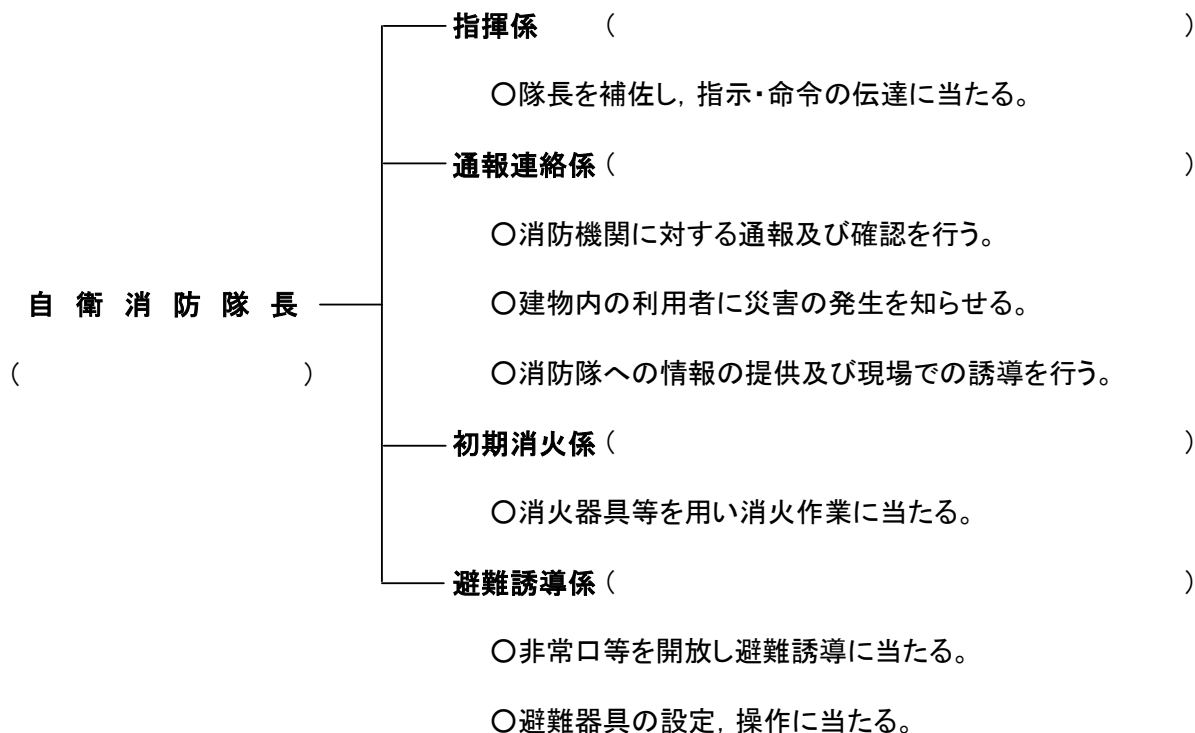 指揮係　（　　　　　　　　　　）
○隊長を補佐し，指示・命令の伝達に当たる。
通報連絡係（　　　　　　　　　　）
○消防機関に対する通報及び確認を行う。
自衛消防隊長
○建物内の利用者に災害の発生を知らせる。
（　　　　　　　　　　）
○消防隊への情報の提供及び現場での誘導を行う。
初期消火係（　　　　　　　　　　）
○消火器具等を用い消火作業に当たる。
避難誘導係（　　　　　　　　　　）
○非常口等を開放し避難誘導に当たる。
○避難器具の設定，操作に当たる。